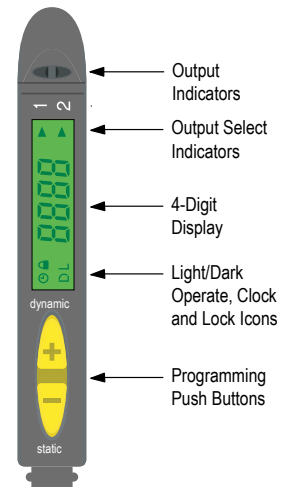 Output
Indicators
1 2
Output Select
Indicators
8888
4-Digit
Display
D L
Light/Dark
Operate, Clock
and Lock Icons
dynamic
+
Programming
Push Buttons
−
static